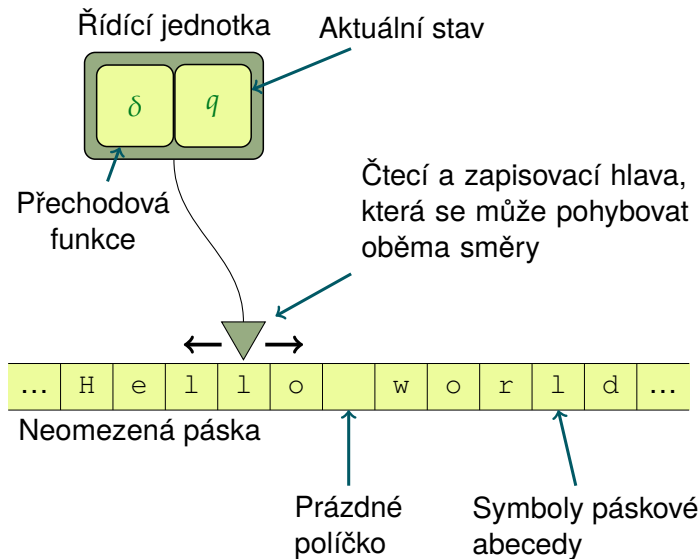 Řídící jednotka
Aktuální stav
δ q
Přechodová
funkce
Čtecí a zapisovací hlava,
která se může pohybovat
oběma směry
... H e l l o w o r l d ...
Neomezená páska
Prázdné
políčko
Symboly páskové
abecedy